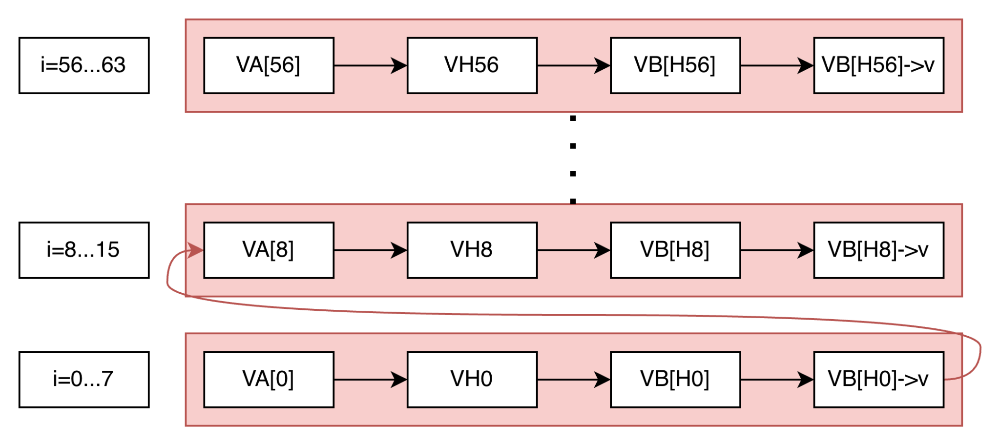 i=56...63
VA[56]
VH56
VB[H56]
VB[H56]->v
i=8...15
VA[8]
VH8
VB[H8]
VB[H8]->v
i=0...7
VA[0]
VH0
VB[H0]
VB[H0]->v